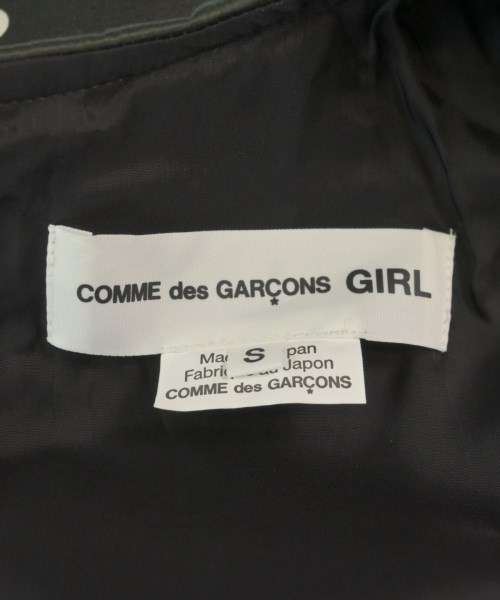 COMME des GARÇONS GIRL
S
Ma pan
Fabri au Japon
COMME des GARÇONS